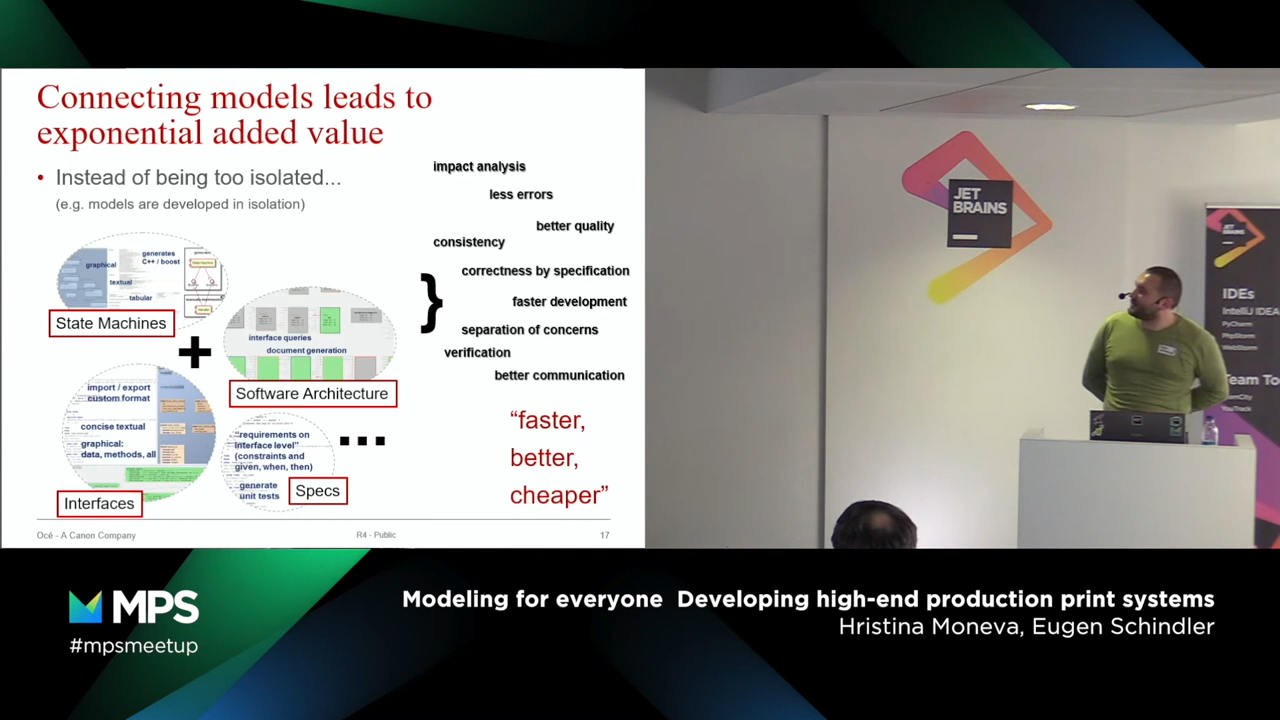 Connecting models leads to
exponential added value
• Instead of being too isolated...
(e.g. models are developed in isolation)
graphical
generates
C++ / boost
textual
tabular
State Machines
interface queries
document generation
Software Architecture
import / export
custom format
concise textual
graphical:
data, methods, all
Interfaces
"requirements on
interface level"
(constraints and
given, when, then)
generate
unit tests
Specs
...
impact analysis
less errors
better quality
consistency
correctness by specification
faster development
separation of concerns
verification
better communication
“faster,
better,
cheaper”
Océ - A Canon Company
R4 - Public
17
JET
BRAINS
IDEs
IntelliJ IDEA
PyCharm
PhpStorm
WebStorm
Team To
YouTrack
MPS
#mpsmeetup
Modeling for everyone Developing high-end production print systems
Hristina Moneva, Eugen Schindler